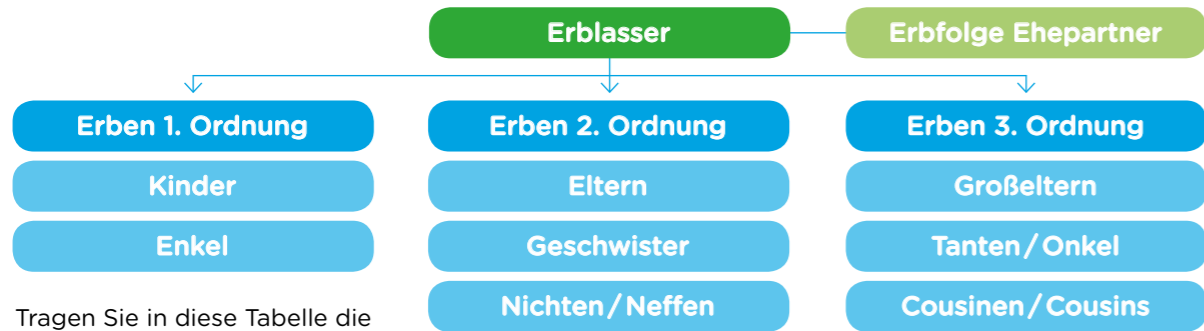 Erblasser
Erbfolge Ehepartner
Erben 1. Ordnung
Erben 2. Ordnung
Erben 3. Ordnung
Kinder
Eltern
Großeltern
Enkel
Geschwister
Tanten / Onkel
Nichten / Neffen
Cousinen / Cousins
Tragen Sie in diese Tabelle die